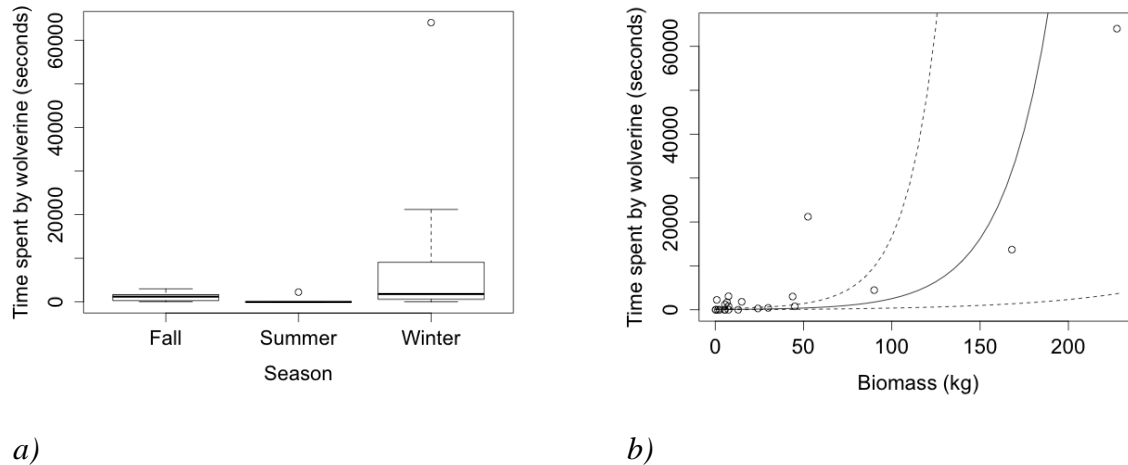 Time spent by wolverine (seconds)
60000
40000
20000
0
Fall Summer Winter
Season
a)
Time spent by wolverine (seconds)
60000
40000
20000
0
0 50 100 150 200
Biomass (kg)
b)